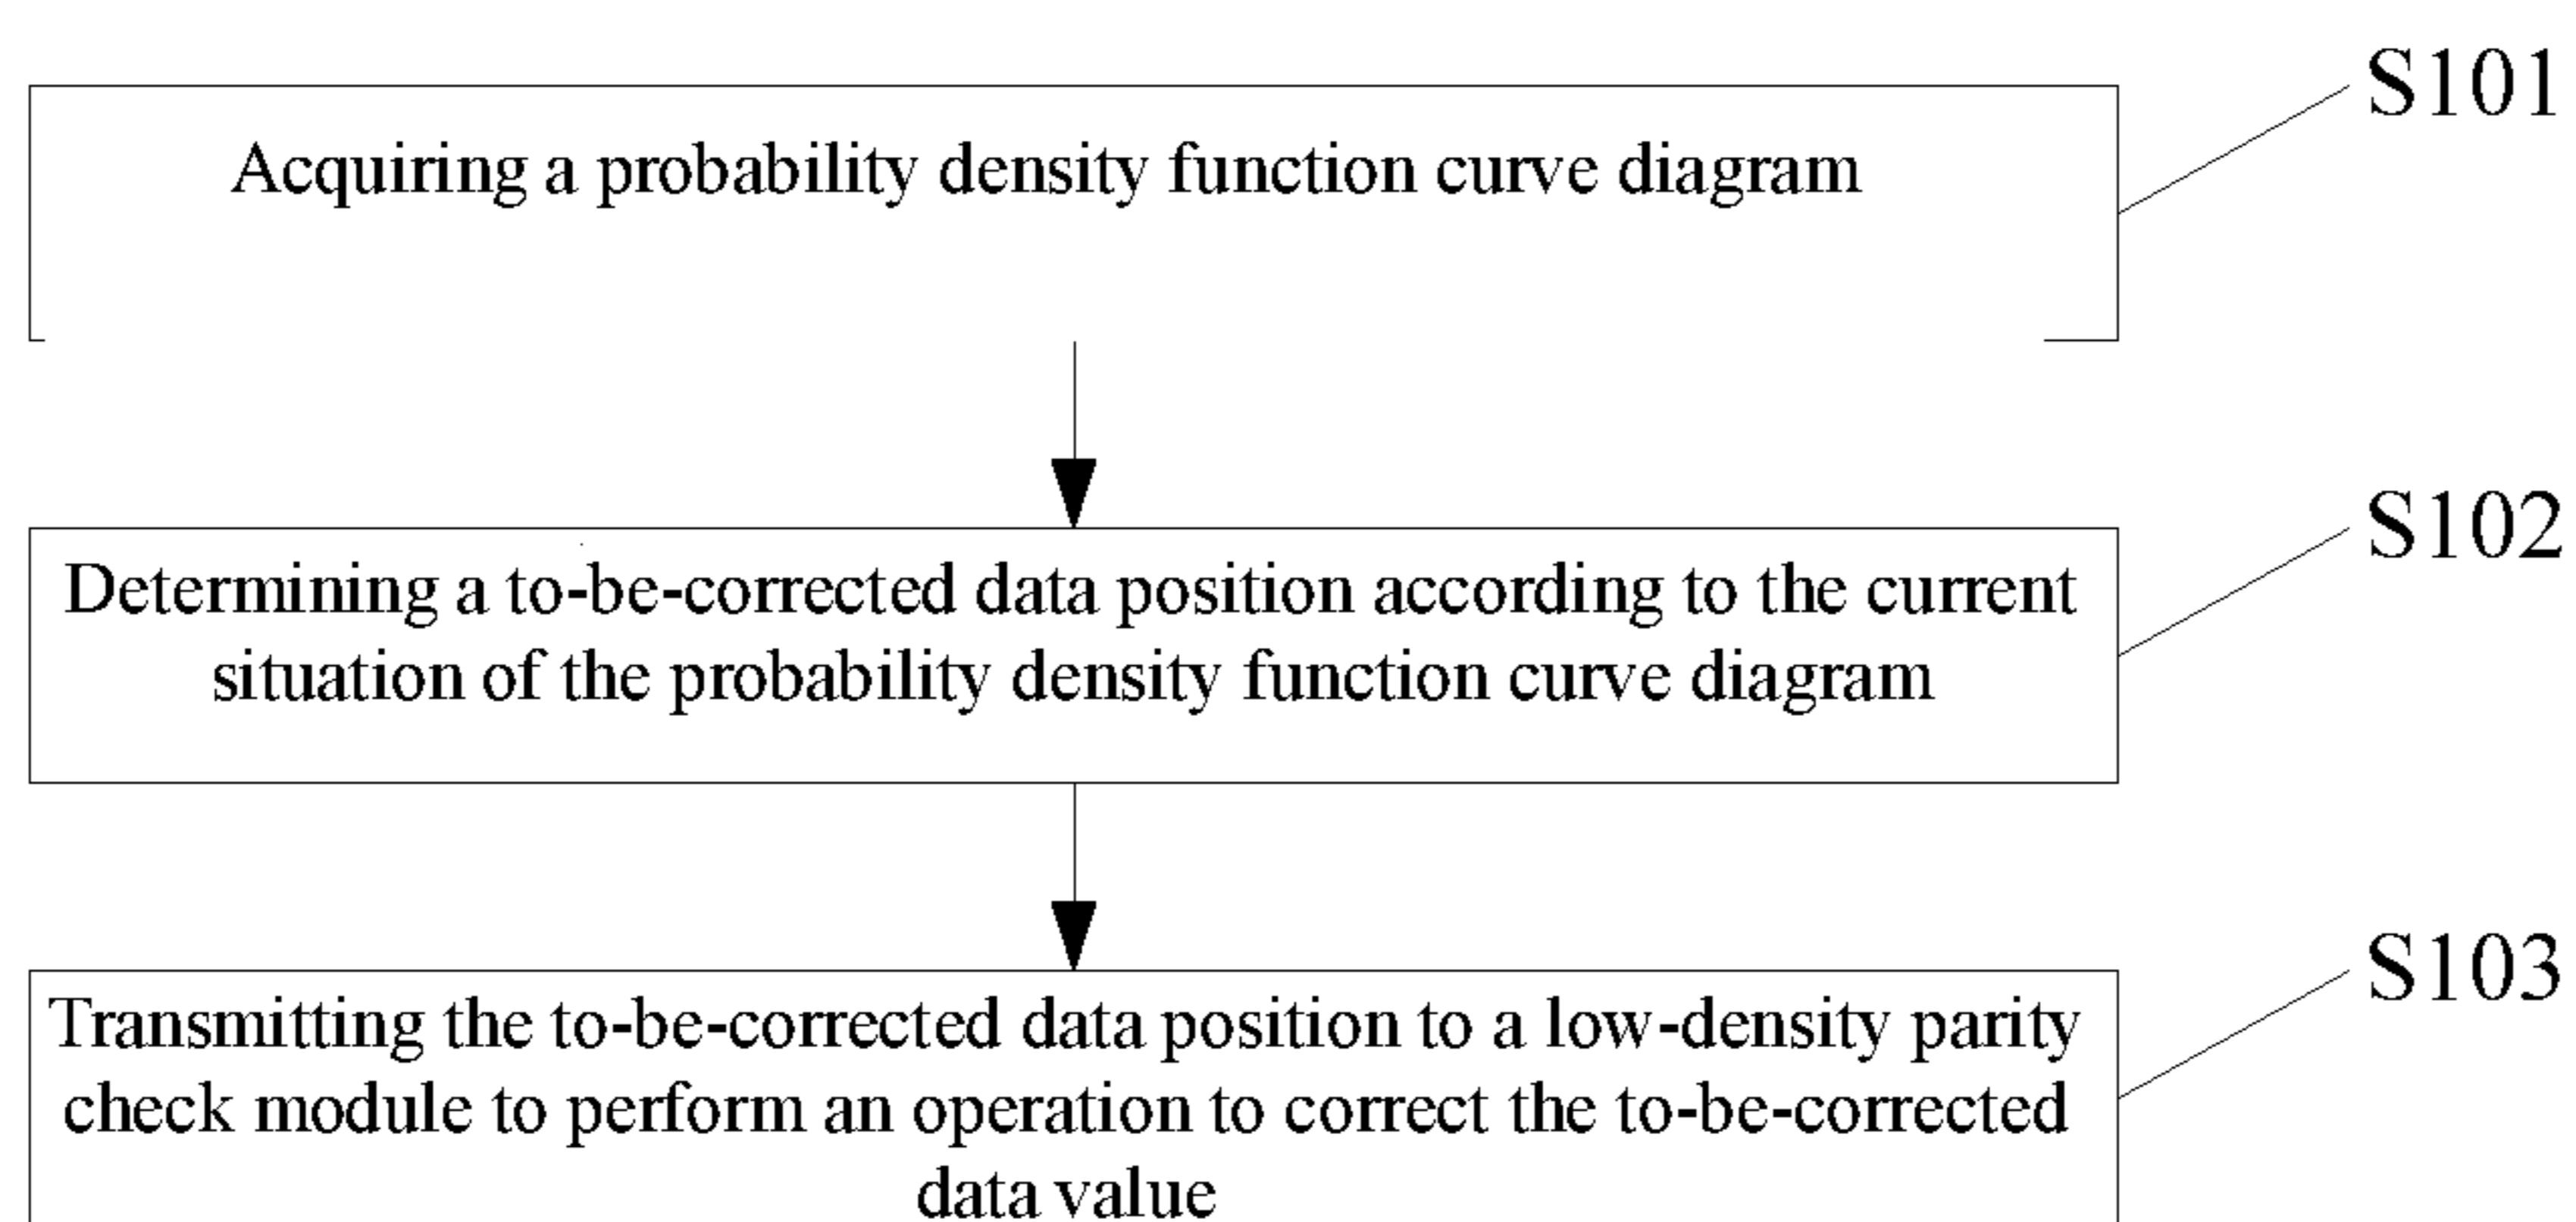 S101
Acquiring a probability density function curve diagram
S102
Determining a to-be-corrected data position according to the current
situation of the probability density function curve diagram
S103
Transmitting the to-be-corrected data position to a low-density parity
check module to perform an operation to correct the to-be-corrected
data value